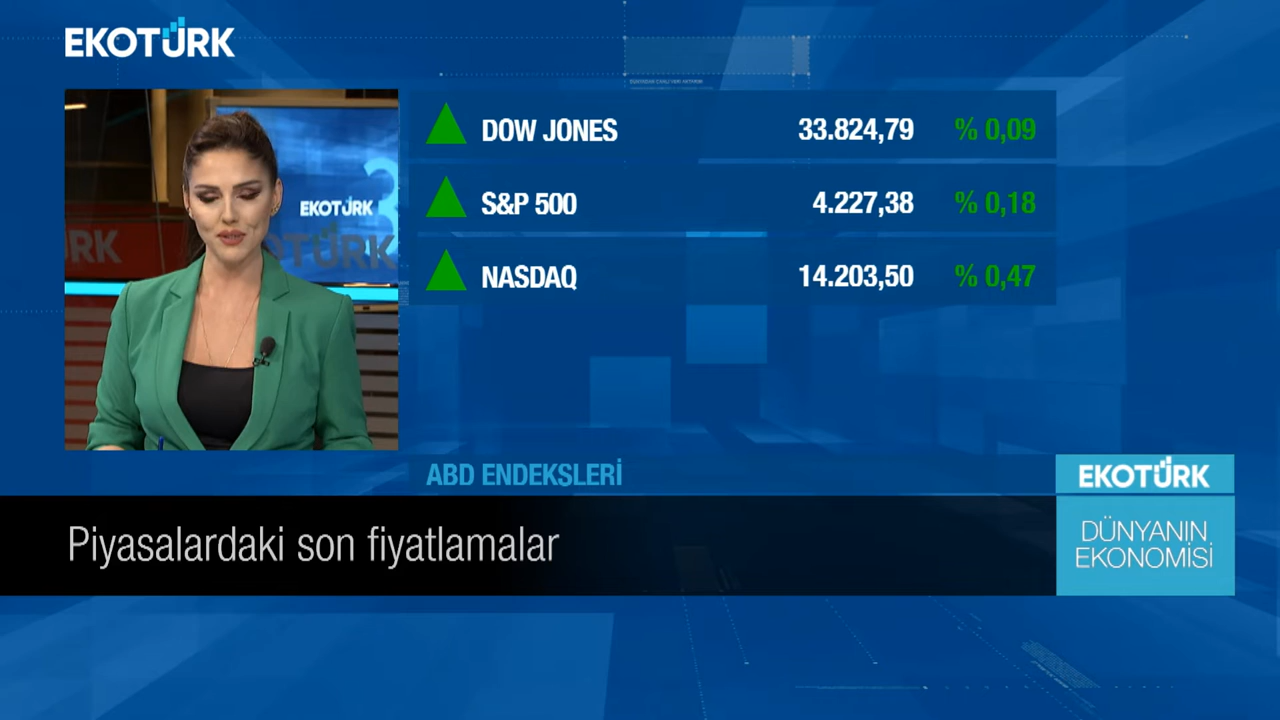 EKOTÜRK
EKOTÜRK
DOW JONES 33.824,79 % 0,09
S&P 500 4.227,38 % 0,18
NASDAQ 14.203,50 % 0,47
ABD ENDEKSLERİ
EKOTÜRK
Piyasalardaki son fiyatlamalar
DÜNYANIN
EKONOMİSİ